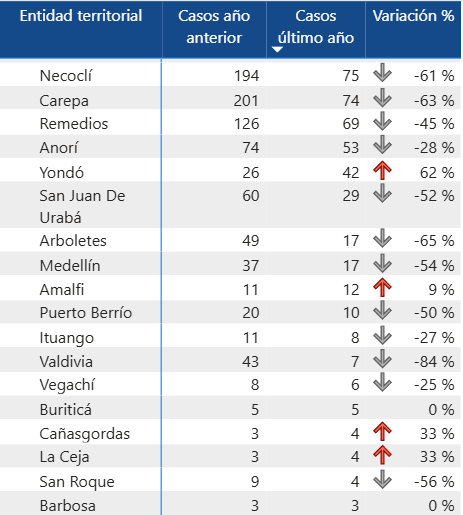 Entidad territorial Casos año anterior Casos último año Variación %
Necoclí 194 75 -61 %
Carepa 201 74 -63 %
Remedios 126 69 -45 %
Anorí 74 53 -28 %
Yondó 26 42 62 %
San Juan De Urabá 60 29 -52 %
Arboletes 49 17 -65 %
Medellín 37 17 -54 %
Amalfi 11 12 9 %
Puerto Berrío 20 10 -50 %
Ituango 11 8 -27 %
Valdivia 43 7 -84 %
Vegachí 8 6 -25 %
Buriticá 5 5 0 %
Cañasgordas 3 4 33 %
La Ceja 3 4 33 %
San Roque 9 4 -56 %
Barbosa 3 3 0 %